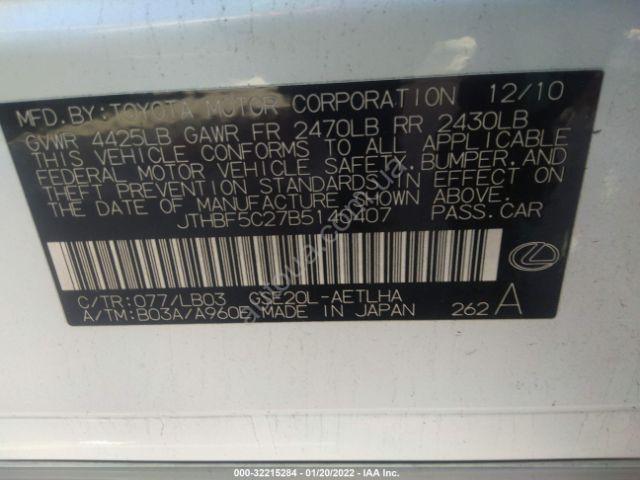 MFD.BY:TOYOTA MOTOR CORPORATION 12/10
GVWR 4425LB GAWR FR 2470LB RR 2430LB
THIS VEHICLE CONFORMS TO ALL APPLICABLE
FEDERAL MOTOR VEHICLE SAFETY,BUMPER,AND
THEFT PREVENTION STANDARDS IN EFFECT ON
THE DATE OF MANUFACTURE SHOWN ABOVE.
PASS.CAR
C/TR:077/LB03 GSE20L-AETLHA
A/TM:B03A/A960E MADE IN JAPAN 262 A
000-32215284 - 01/20/2022 - IAA Inc.